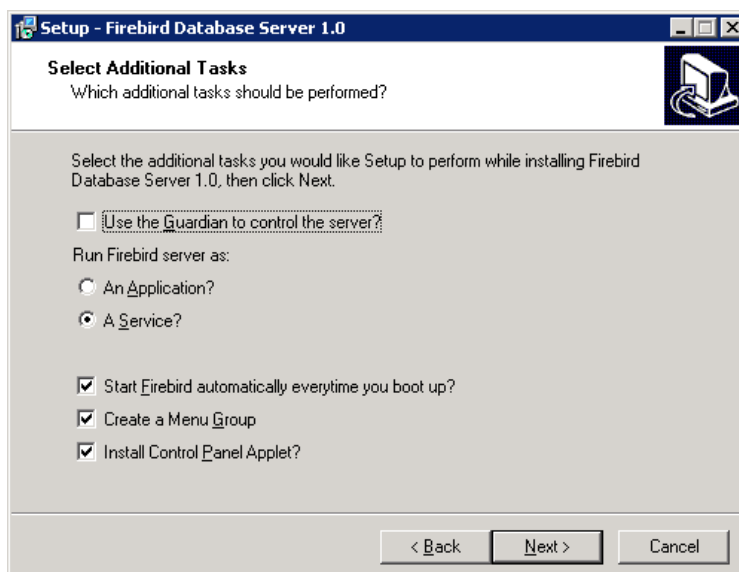 Setup - Firebird Database Server 1.0
Select Additional Tasks
Which additional tasks should be performed?
Select the additional tasks you would like Setup to perform while installing Firebird
Database Server 1.0, then click Next.
Use the Guardian to control the server?
Run Firebird server as:
An Application?
A Service?
Start Firebird automatically everytime you boot up?
Create a Menu Group
Install Control Panel Applet?
< Back
Next >
Cancel